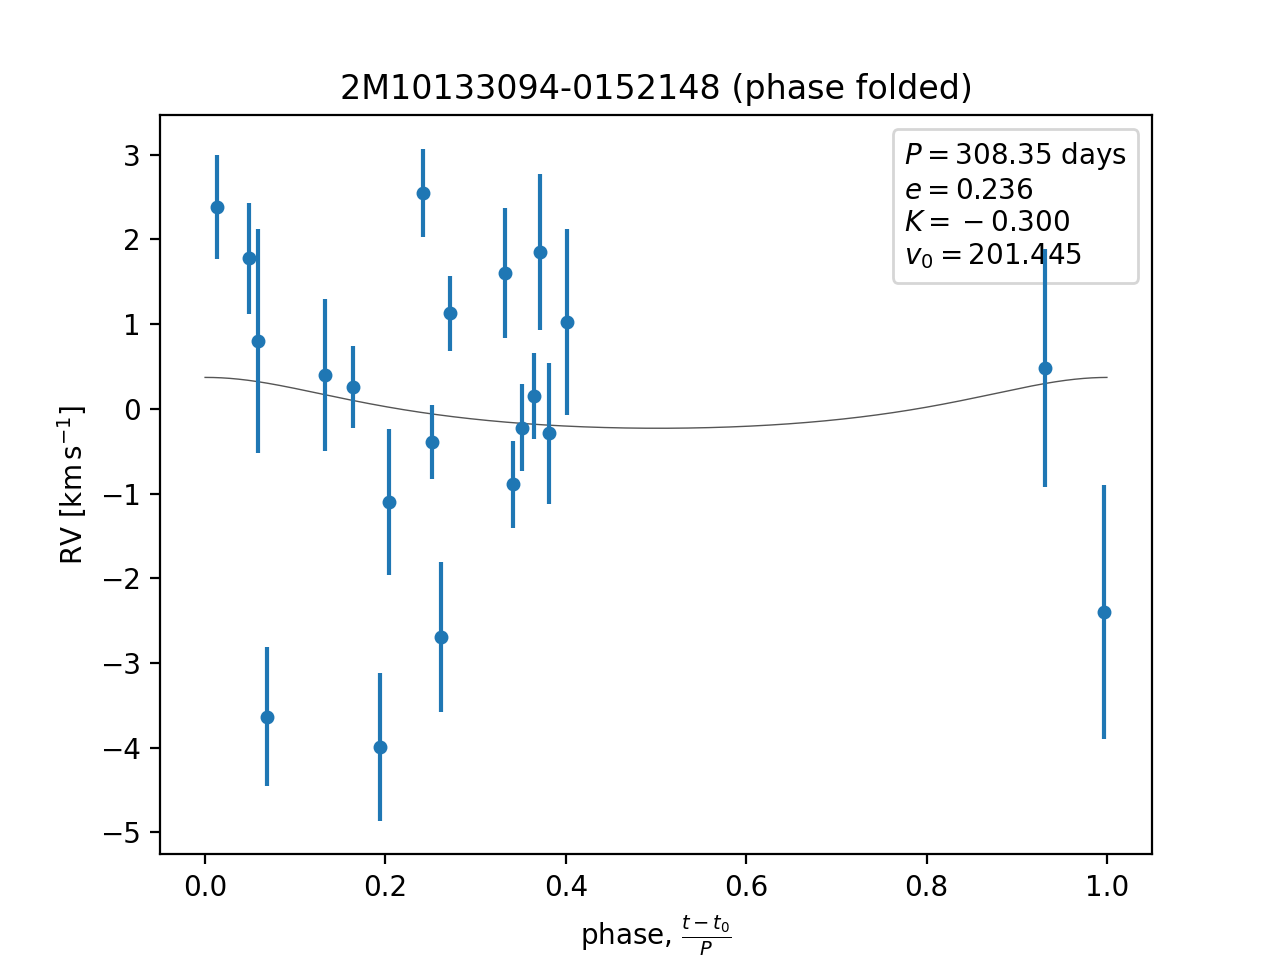 2M10133094-0152148 (phase folded)
P = 308.35 days
e = 0.236
K = −0.300
v₀ = 201.445
RV [km s⁻¹]
3
2
1
0
−1
−2
−3
−4
−5
0.0 0.2 0.4 0.6 0.8 1.0
phase, (t − t₀)/P